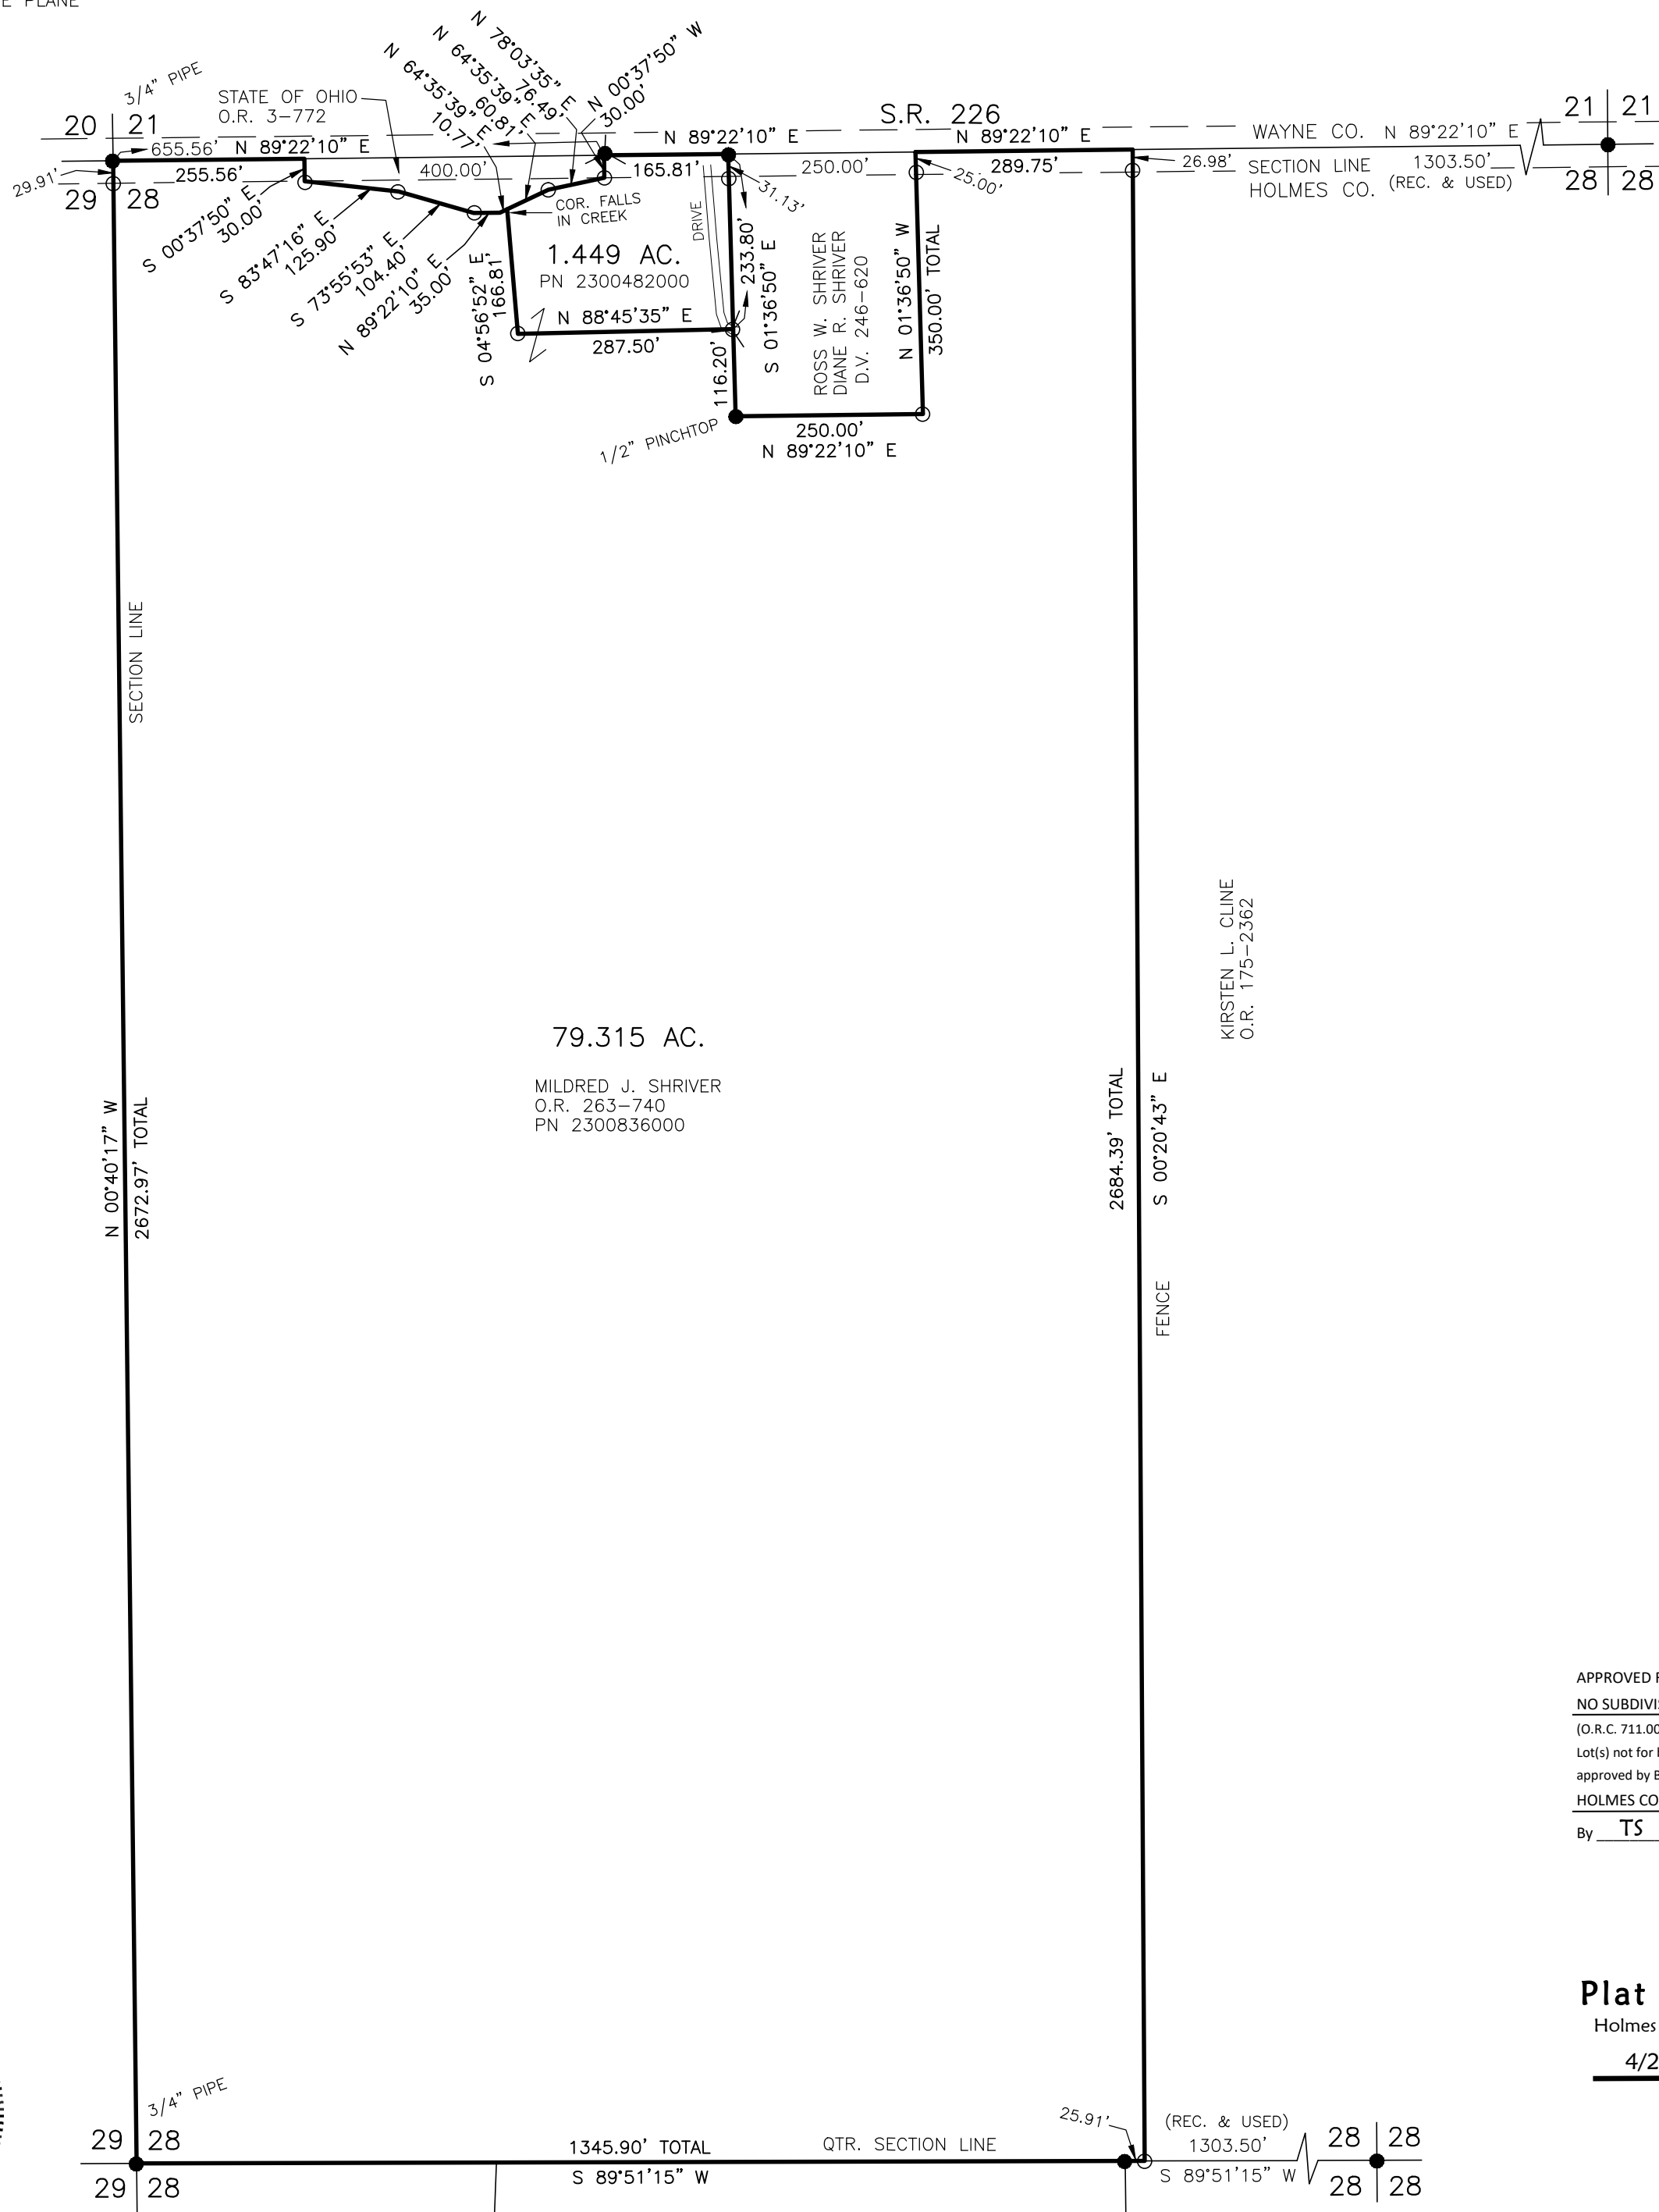 E PLANE
3/4" PIPE
STATE OF OHIO
O.R. 3-772
N 64°35'39" E
10.77'
N 64°35'39" E
60.81'
N 78°03'35" E
76.49'
N 00°37'50" W
30.00'
S.R. 226
20 21
29 28
29.91'
655.56'
N 89°22'10" E
255.56'
400.00'
N 89°22'10" E
165.81'
250.00'
N 89°22'10" E
289.75'
25.00'
31.13'
26.98'
WAYNE CO.
N 89°22'10" E
SECTION LINE
1303.50'
HOLMES CO.
(REC. & USED)
21 21
28 28
S 00°37'50" E
30.00'
S 83°47'16" E
125.90'
S 73°55'53" E
104.40'
N 89°22'10" E
35.00'
COR. FALLS
IN CREEK
S 04°56'52" E
166.81'
1.449 AC.
PN 2300482000
N 88°45'35" E
287.50'
DRIVE
233.80'
S 01°36'50" E
116.20'
ROSS W. SHRIVER
DIANE R. SHRIVER
D.V. 246-620
N 01°36'50" W
350.00' TOTAL
1/2" PINCHTOP
250.00'
N 89°22'10" E
SECTION LINE
KIRSTEN L. CLINE
O.R. 175-2362
79.315 AC.
MILDRED J. SHRIVER
O.R. 263-740
PN 2300836000
N 00°40'17" W
2672.97' TOTAL
2684.39' TOTAL
S 00°20'43" E
FENCE
APPROVED
NO SUBDIVIS
(O.R.C. 711.00
Lot(s) not for
approved by
HOLMES CO
By TS
Plat
Holmes
4/2
3/4" PIPE
29 28
29 28
1345.90' TOTAL
S 89°51'15" W
QTR. SECTION LINE
25.91'
(REC. & USED)
1303.50'
S 89°51'15" W
28 28
28 28